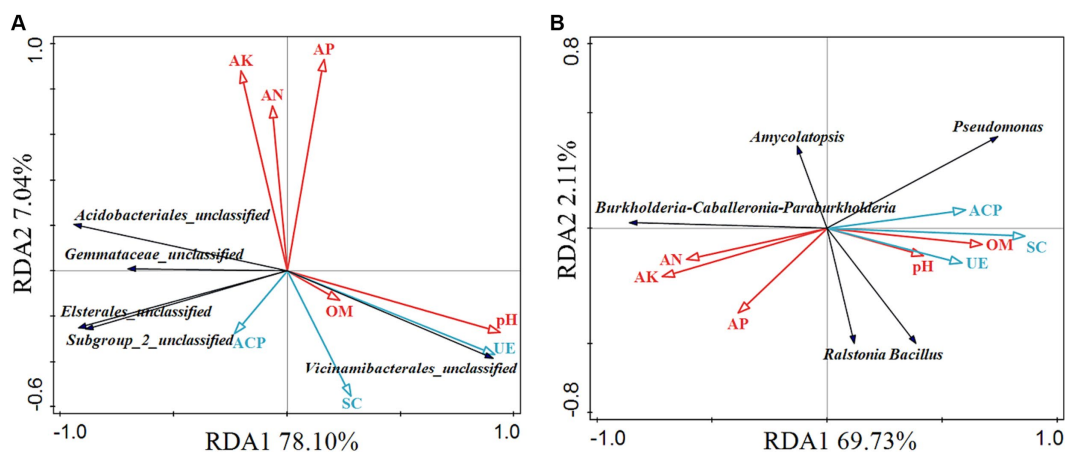 A
1.0
RDA2 7.04%
-0.6
-1.0
RDA1 78.10%
1.0
AK
AP
AN
Acidobacteriales_unclassified
Gemmataceae_unclassified
Elsterales_unclassified
Subgroup_2_unclassified
ACP
OM
pH
UE
Vicinamibacterales_unclassified
SC
B
0.8
RDA2 2.11%
-0.8
-1.0
RDA1 69.73%
1.0
Amycolatopsis
Pseudomonas
Burkholderia-Caballeronia-Paraburkholderia
ACP
OM
SC
pH
UE
AN
AK
AP
Ralstonia Bacillus